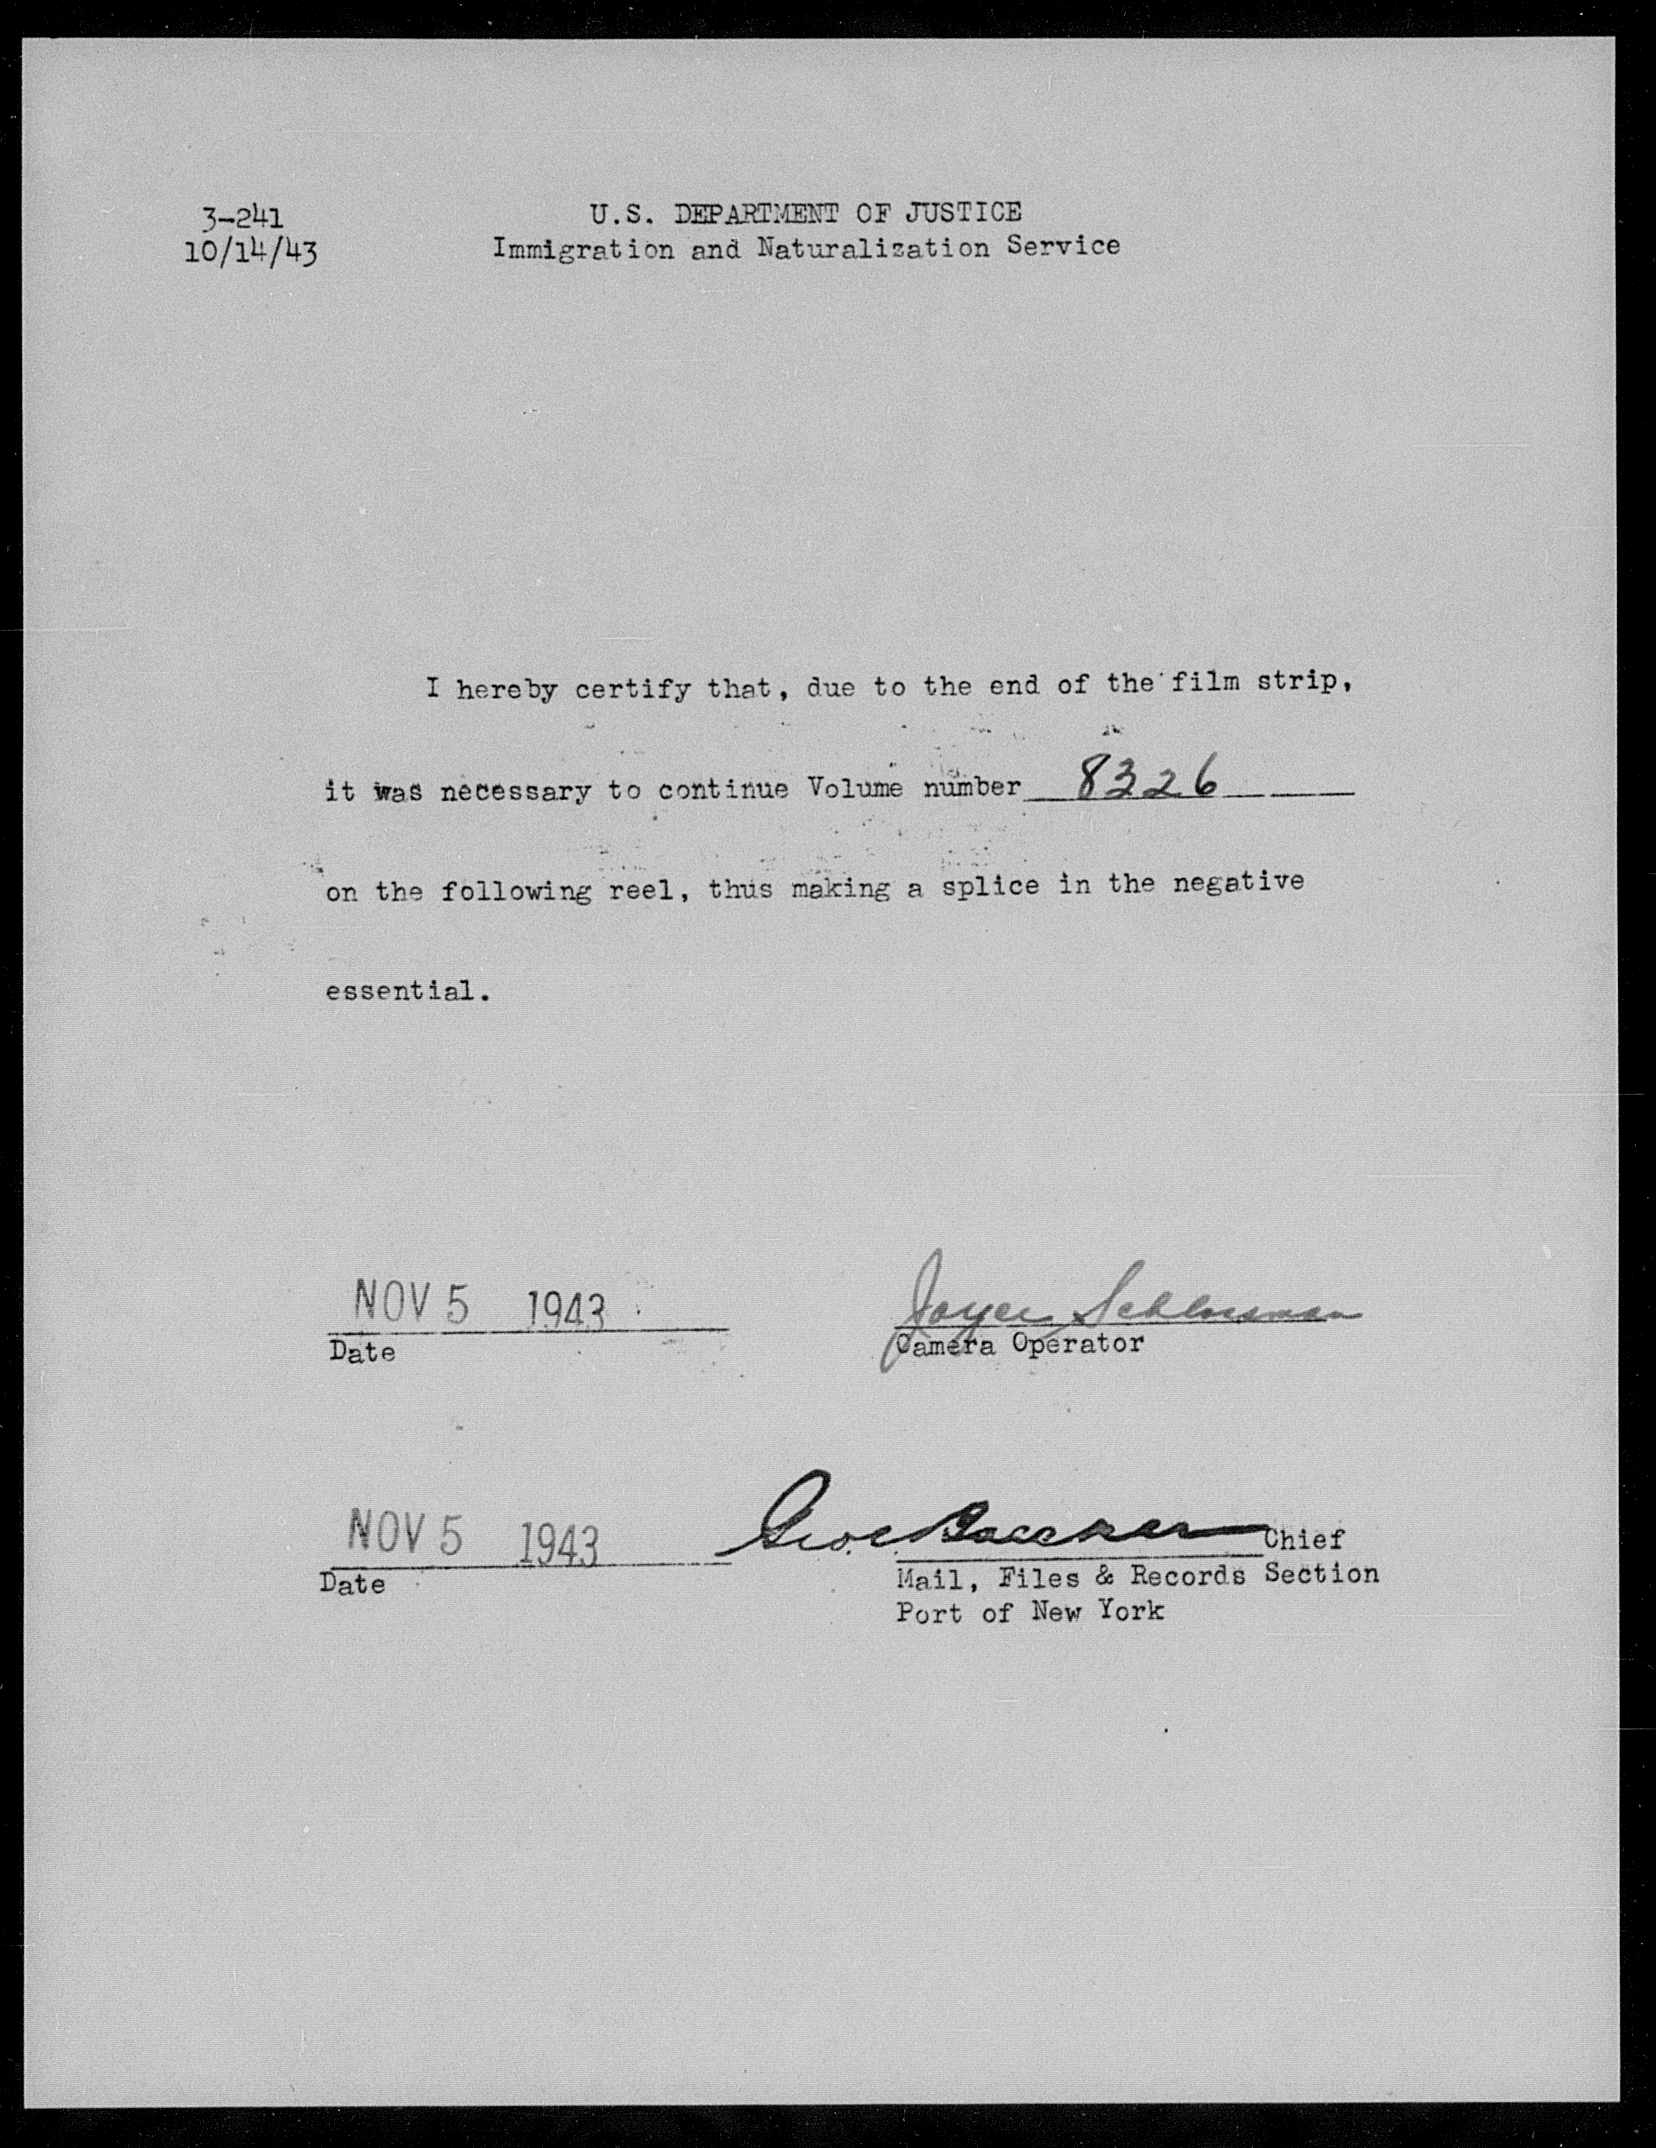 3-241
10/14/43
U.S. DEPARTMENT OF JUSTICE
Immigration and Naturalization Service
I hereby certify that, due to the end of the film strip,
it was necessary to continue Volume number 8326
on the following reel, thus making a splice in the negative
essential.
NOV 5 1943
Date
Camera Operator
NOV 5 1943
Date
Chief
Mail, Files & Records Section
Port of New York